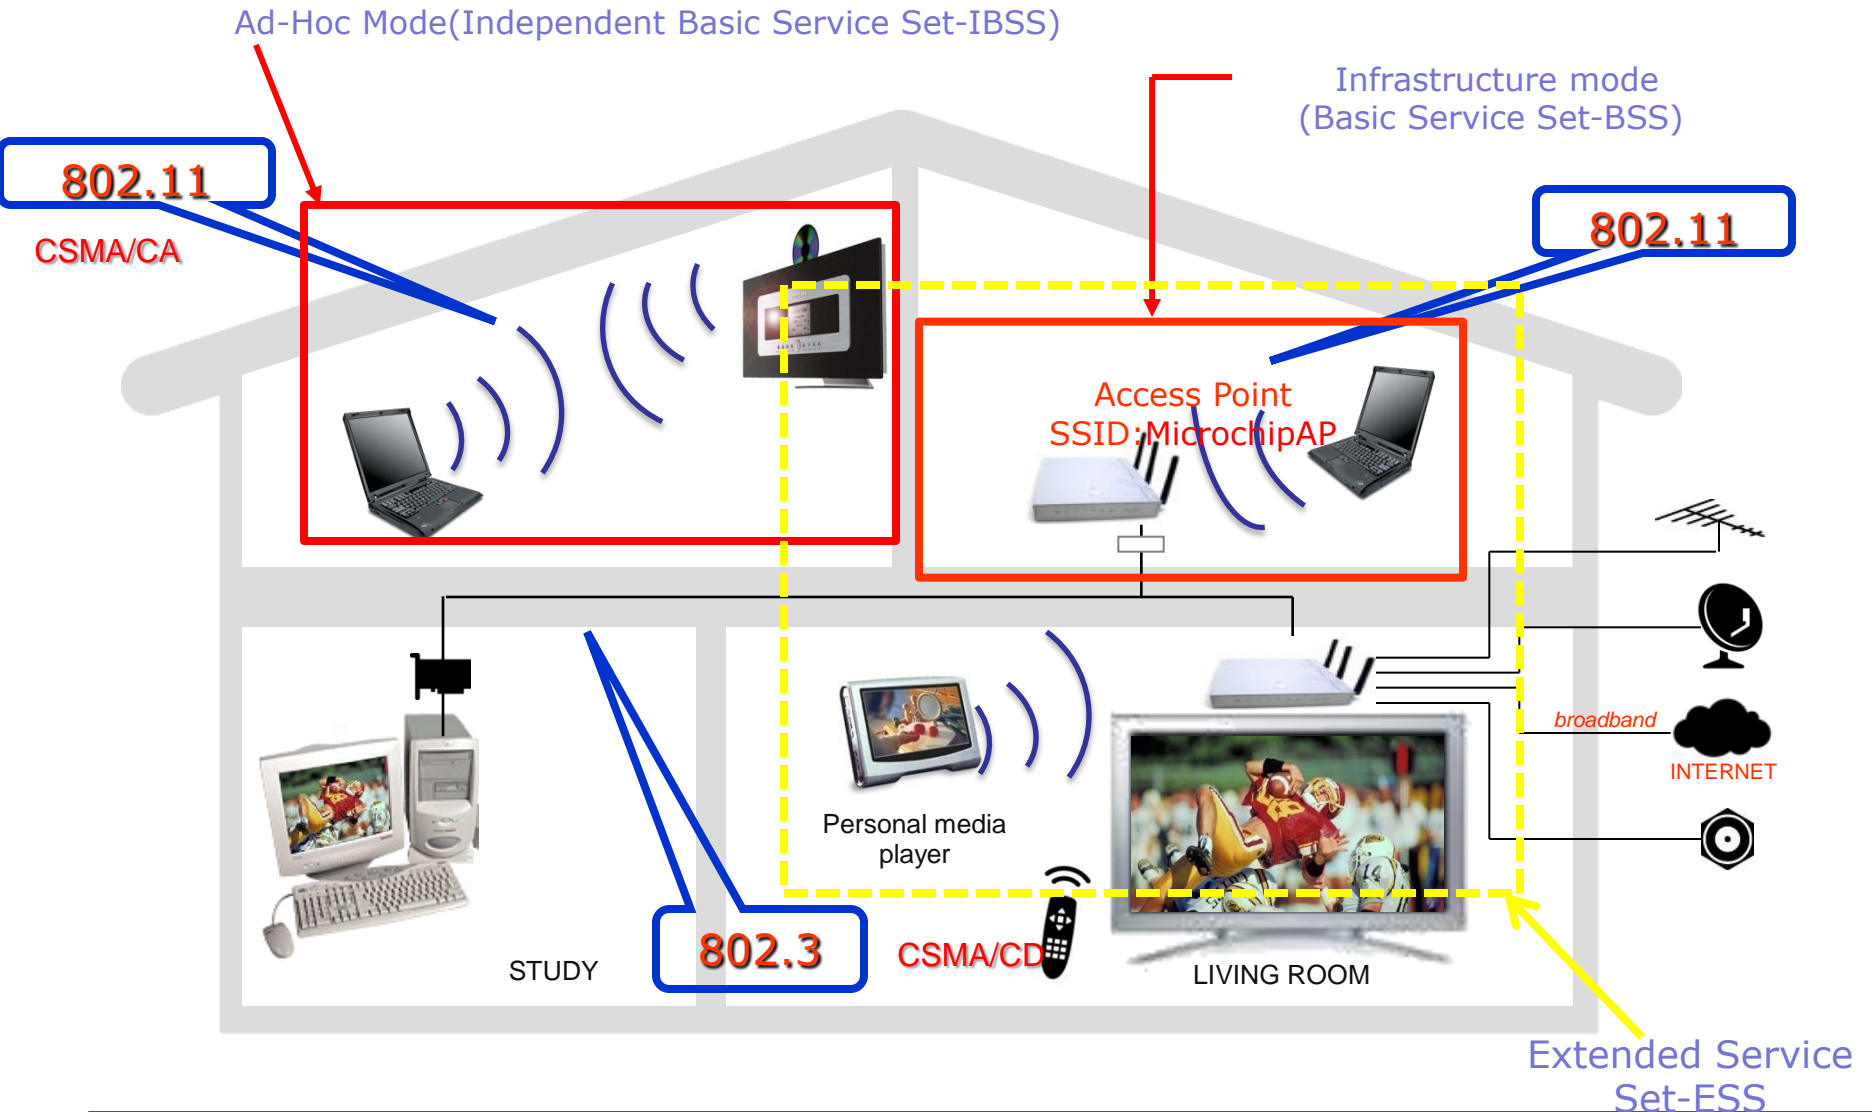 Ad-Hoc Mode(Independent Basic Service Set-IBSS)
Infrastructure mode
(Basic Service Set-BSS)
802.11
CSMA/CA
802.11
Access Point
SSID:MicrochipAP
broadband
INTERNET
Personal media
player
802.3
CSMA/CD
STUDY
LIVING ROOM
Extended Service
Set-ESS